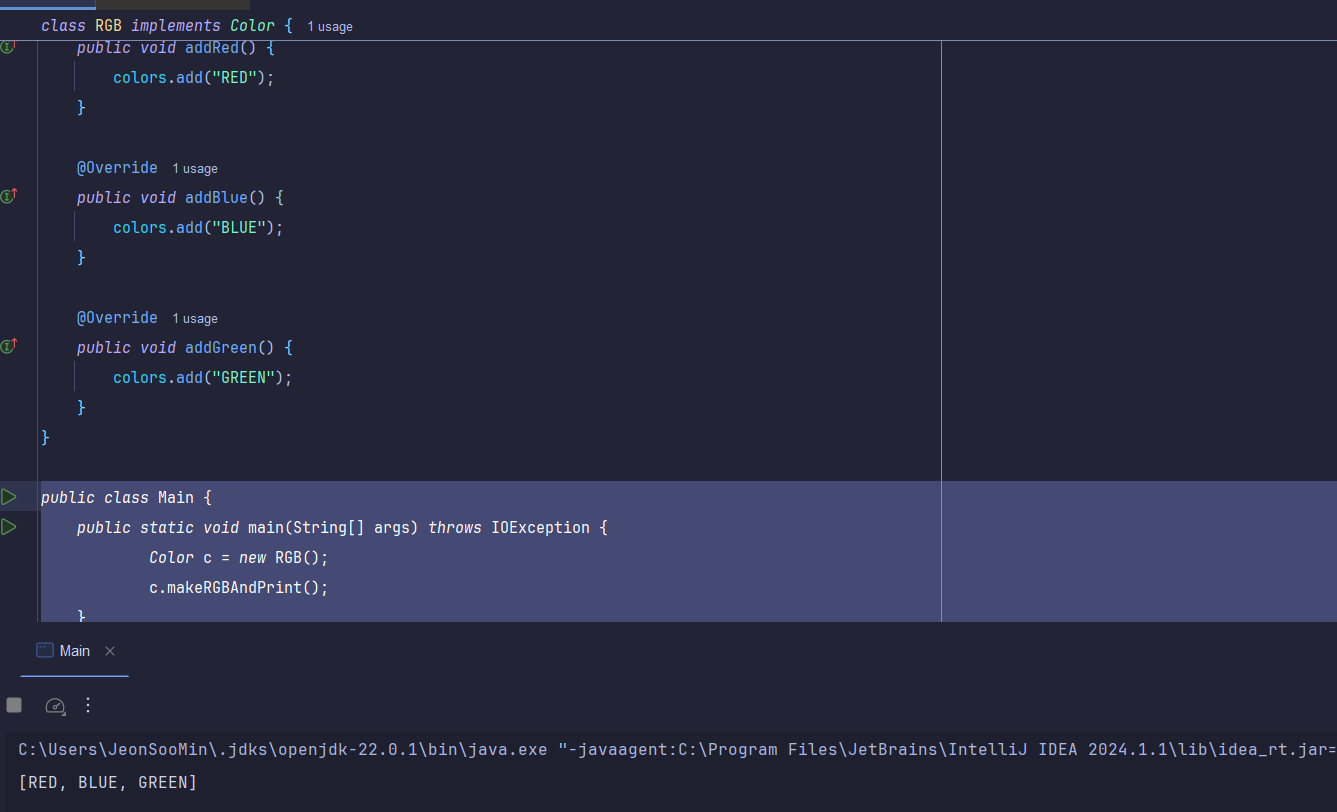 class RGB implements Color { 1 usage
public void addRed() {
colors.add("RED");
}
@Override 1 usage
public void addBlue() {
colors.add("BLUE");
}
@Override 1 usage
public void addGreen() {
colors.add("GREEN");
}
}
public class Main {
public static void main(String[] args) throws IOException {
Color c = new RGB();
c.makeRGBAndPrint();
}
Main
C:\Users\JeonSooMin\.jdks\openjdk-22.0.1\bin\java.exe "-javaagent:C:\Program Files\JetBrains\IntelliJ IDEA 2024.1.1\lib\idea_rt.jar=
[RED, BLUE, GREEN]